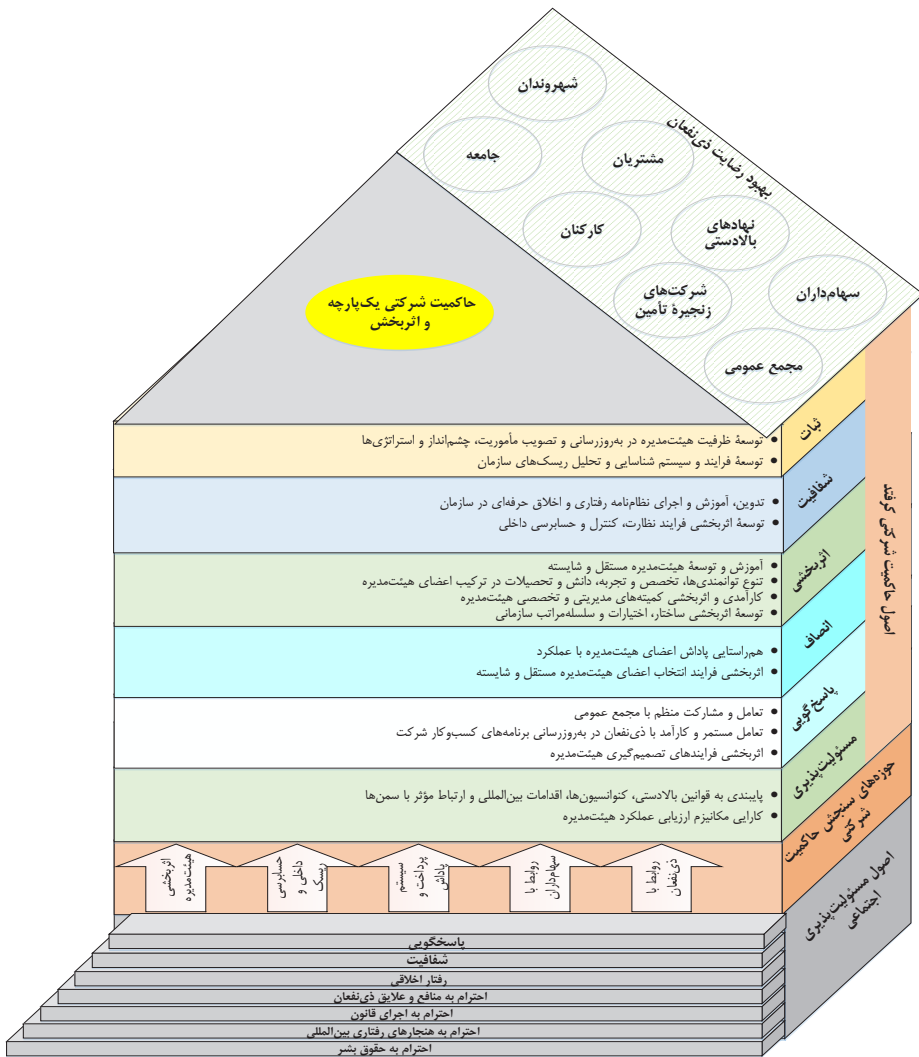 شهروندان
جامعه
مشتریان
بهبود رضایت ذی‌نفعان
کارکنان
نهادهای
بالادستی
شرکت‌های
زنجیرهٔ تأمین
سهام‌داران
مجمع عمومی
حاکمیت شرکتی یک‌پارچه
و اثربخش
اصول حاکمیت شرکتی کرفتد
ثبات
• توسعهٔ ظرفیت هیئت‌مدیره در به‌روزرسانی و تصویب مأموریت، چشم‌انداز و استراتژی‌ها
• توسعهٔ فرایند و سیستم شناسایی و تحلیل ریسک‌های سازمان
شفافیت
• تدوین، آموزش و اجرای نظام‌نامه رفتاری و اخلاق حرفه‌ای در سازمان
• توسعهٔ اثربخشی فرایند نظارت، کنترل و حسابرسی داخلی
اثربخشی
• آموزش و توسعهٔ هیئت‌مدیره مستقل و شایسته
• تنوع توانمندی‌ها، تخصص و تجربه، دانش و تحصیلات در ترکیب اعضای هیئت‌مدیره
• کارآمدی و اثربخشی کمیته‌های مدیریتی و تخصصی هیئت‌مدیره
• توسعهٔ اثربخشی ساختار، اختیارات و سلسله‌مراتب سازمانی
انصاف
• هم‌راستایی پاداش اعضای هیئت‌مدیره با عملکرد
• اثربخشی فرایند انتخاب اعضای هیئت‌مدیره مستقل و شایسته
پاسخ‌گویی
• تعامل و مشارکت منظم با مجمع عمومی
• تعامل مستمر و کارآمد با ذی‌نفعان در به‌روزرسانی برنامه‌های کسب‌وکار شرکت
• اثربخشی فرایندهای تصمیم‌گیری هیئت‌مدیره
مسئولیت‌پذیری
• پایبندی به قوانین بالادستی، کنوانسیون‌ها، اقدامات بین‌المللی و ارتباط مؤثر با سمن‌ها
• کارایی مکانیزم ارزیابی عملکرد هیئت‌مدیره
حوزه‌های سنجش حاکمیت
شرکتی
روابط با
ذی‌نفعان
روابط با
سهام‌داران
سیستم
پرداخت و
پاداش
حسابرسی
داخلی و
ریسک
اثربخشی
هیئت‌مدیره
اصول مسئولیت‌پذیری
اجتماعی
پاسخگویی
شفافیت
رفتار اخلاقی
احترام به منافع و علایق ذی‌نفعان
احترام به اجرای قانون
احترام به هنجارهای رفتاری بین‌المللی
احترام به حقوق بشر